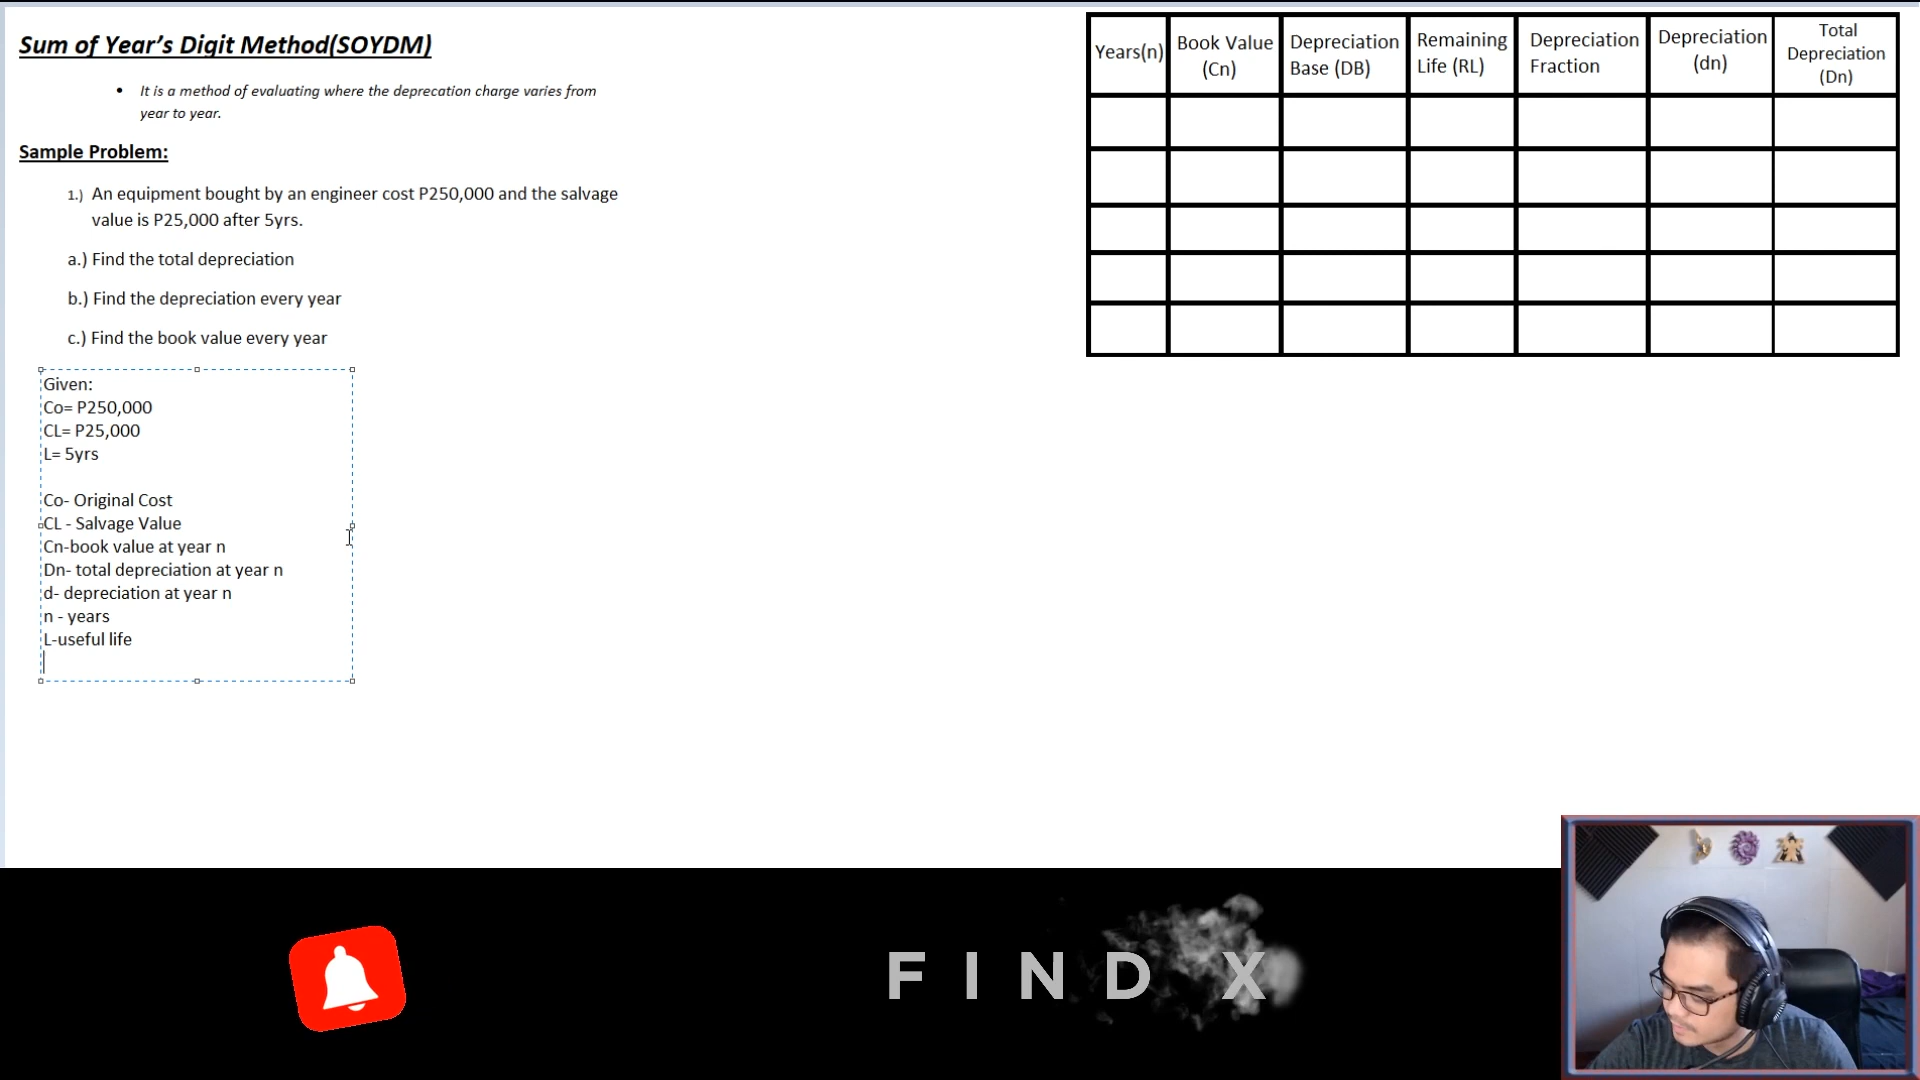 Sum of Year’s Digit Method(SOYDM)
• It is a method of evaluating where the deprecation charge varies from
year to year.
Sample Problem:
1.) An equipment bought by an engineer cost P250,000 and the salvage
value is P25,000 after 5yrs.
a.) Find the total depreciation
b.) Find the depreciation every year
c.) Find the book value every year
Given:
Co= P250,000
CL= P25,000
L= 5yrs
Co- Original Cost
CL - Salvage Value
Cn-book value at year n
Dn- total depreciation at year n
d- depreciation at year n
n - years
L-useful life
Years(n)
Book Value
(Cn)
Depreciation
Base (DB)
Remaining
Life (RL)
Depreciation
Fraction
Depreciation
(dn)
Total
Depreciation
(Dn)
FIND X